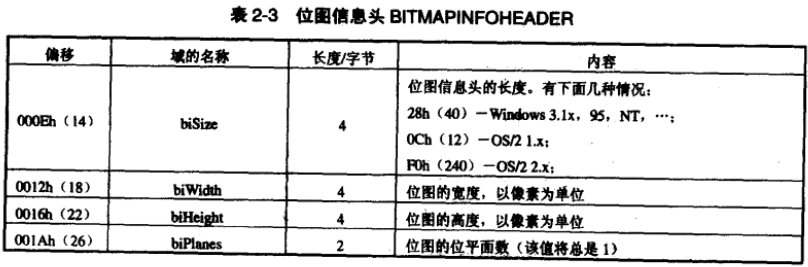 表 2-3 位图信息头 BITMAPINFOHEADER
偏移 域的名称 长度/字节 内容
000Eh（14） biSize 4 位图信息头的长度。有下面几种情况：
28h（40）－Windows 3.1x，95，NT，…；
0Ch（12）－OS/2 1.x；
F0h（240）－OS/2 2.x；
0012h（18） biWidth 4 位图的宽度，以像素为单位
0016h（22） biHeight 4 位图的高度，以像素为单位
001Ah（26） biPlanes 2 位图的位平面数（该值将总是 1）